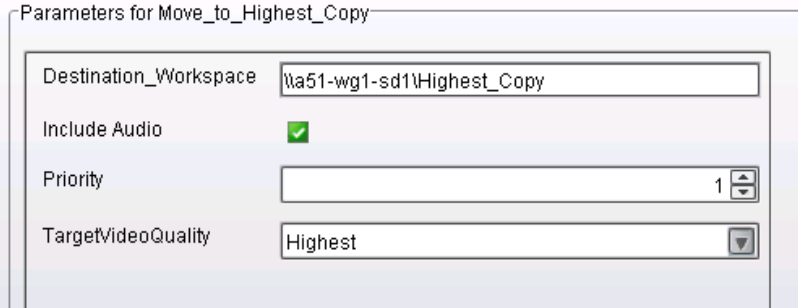 Parameters for Move_to_Highest_Copy
Destination_Workspace \\a51-wg1-sd1\Highest_Copy
Include Audio
Priority 1
TargetVideoQuality Highest